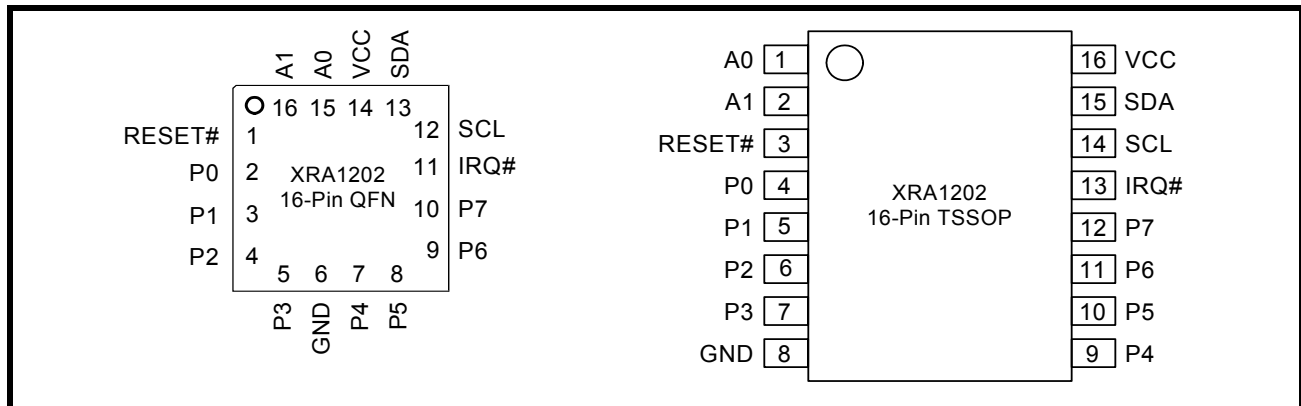 A1 A0 VCC SDA
16 15 14 13
RESET# 1 12 SCL
P0 2 11 IRQ#
P1 3 10 P7
P2 4 9 P6
XRA1202
16-Pin QFN
5 6 7 8
P3 GND P4 P5
A0 1 16 VCC
A1 2 15 SDA
RESET# 3 14 SCL
P0 4 13 IRQ#
P1 5 12 P7
P2 6 11 P6
P3 7 10 P5
GND 8 9 P4
XRA1202
16-Pin TSSOP